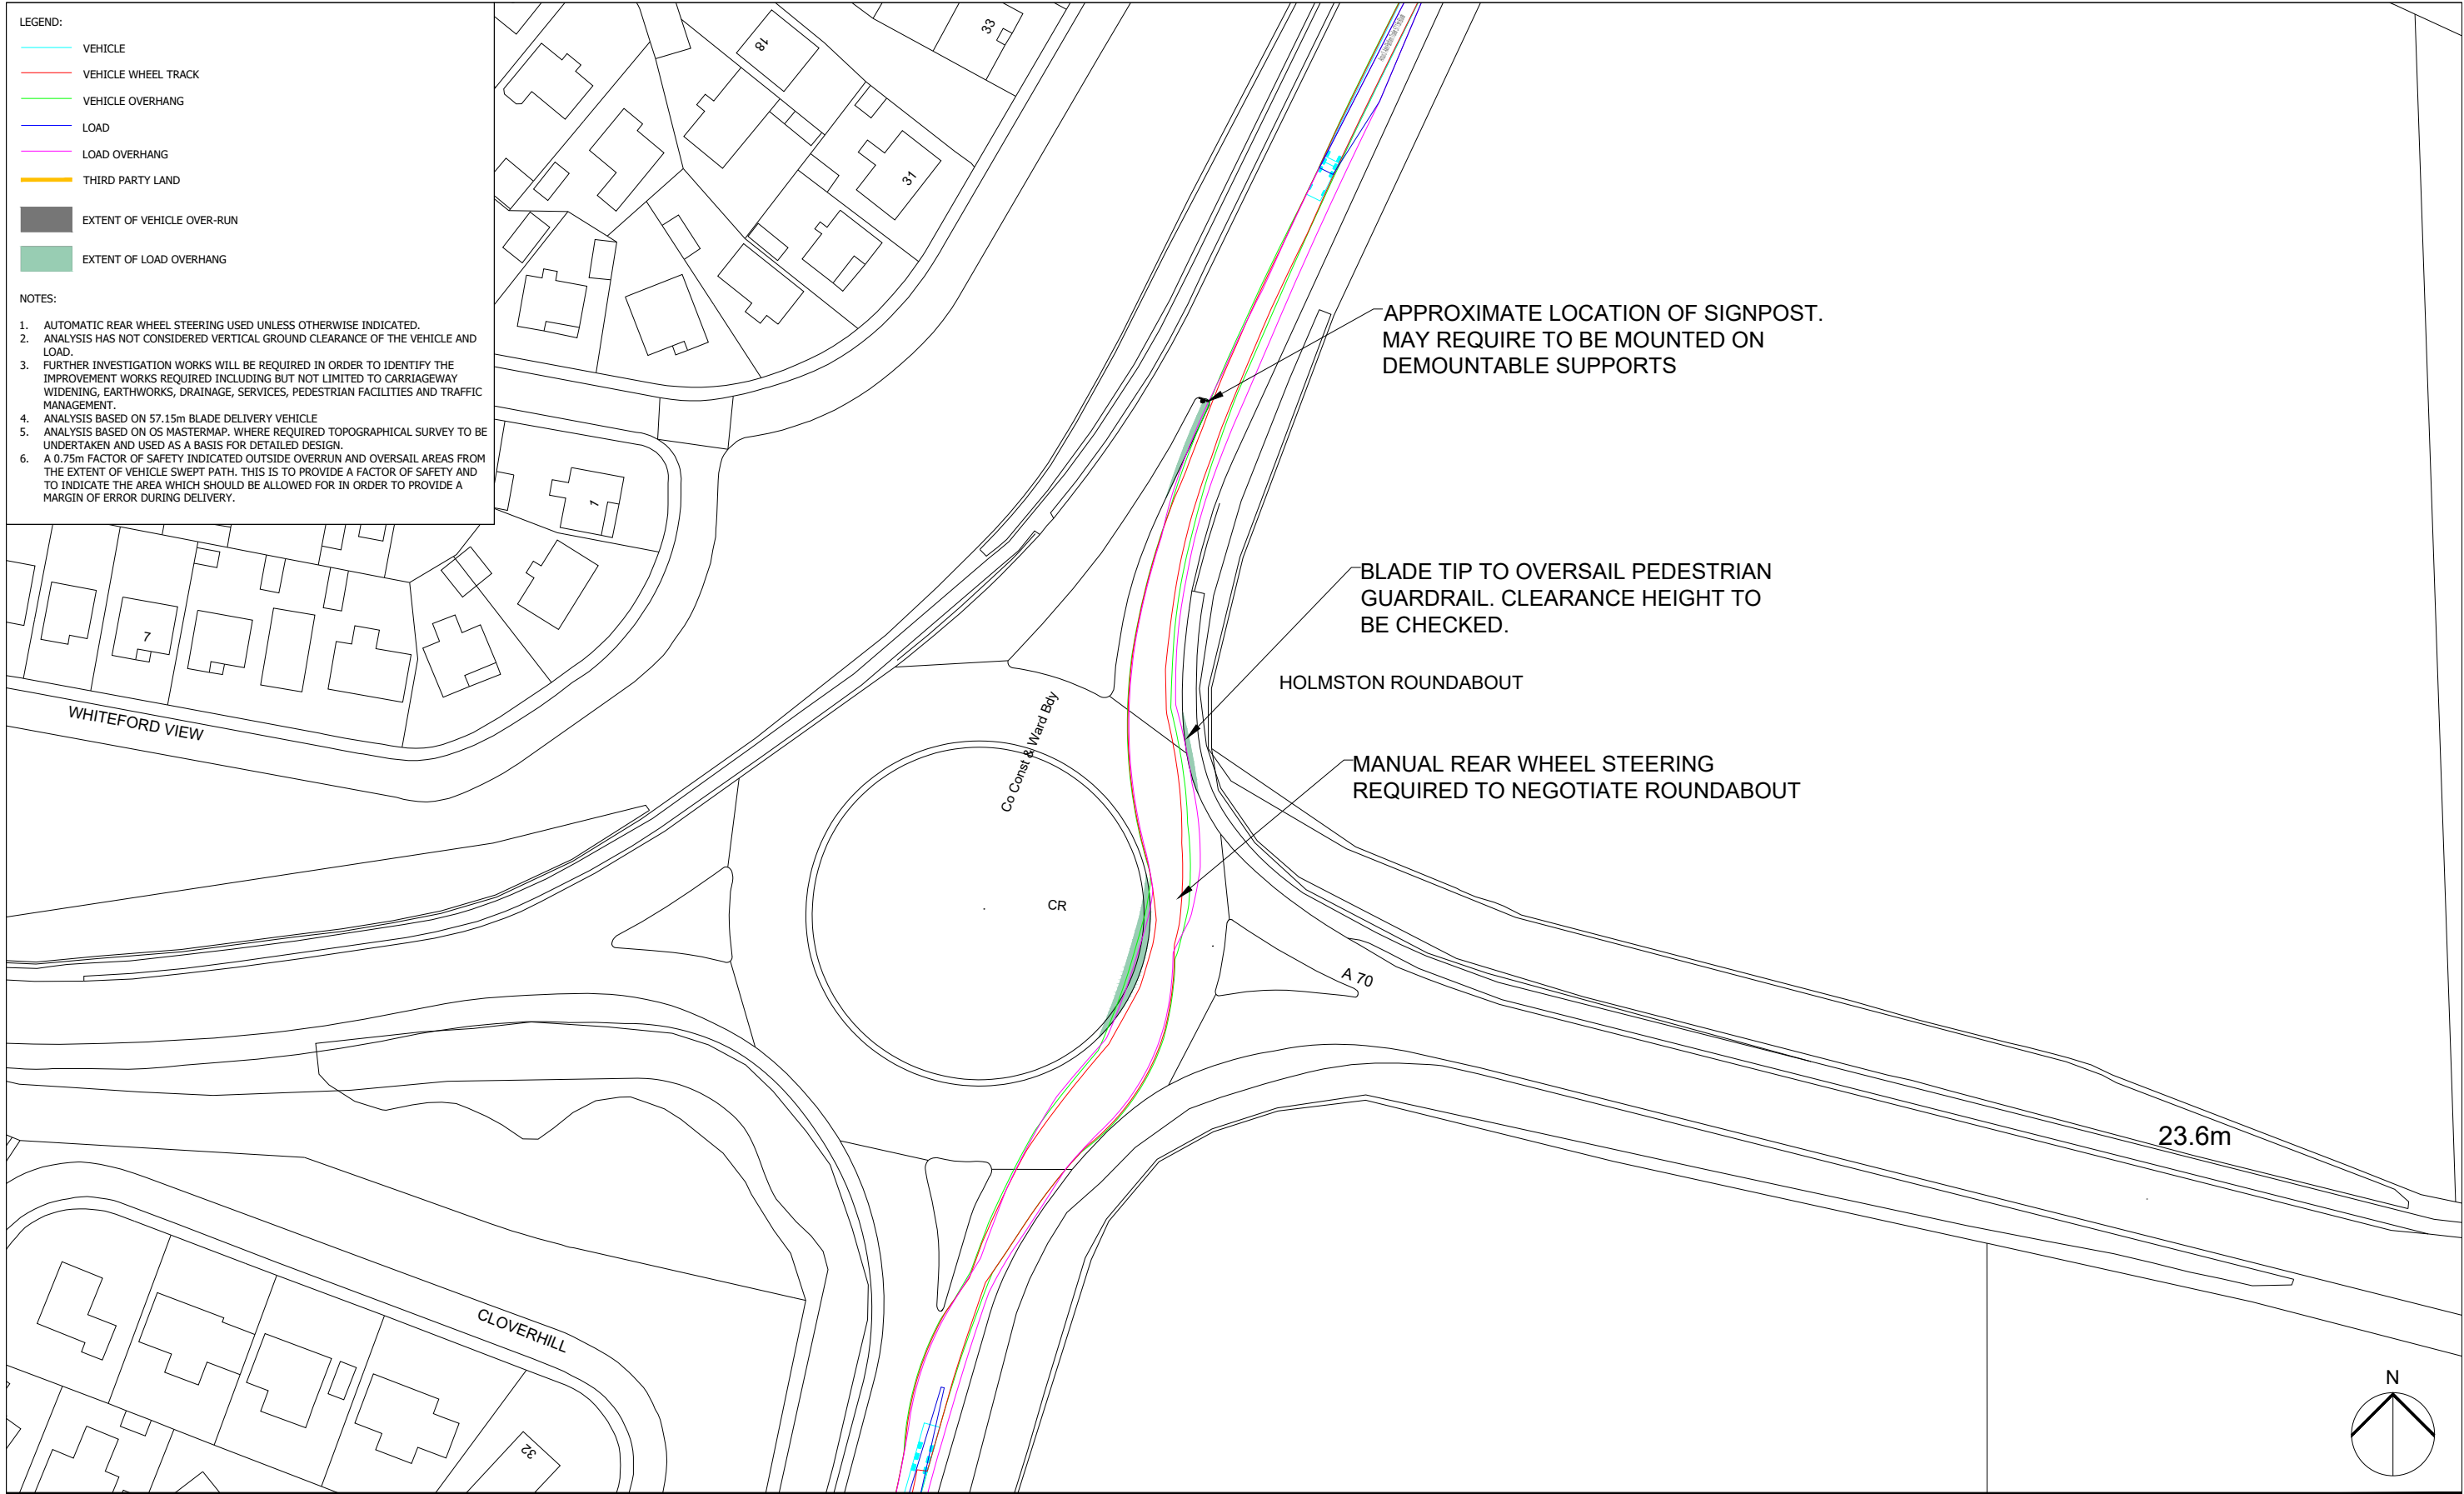 LEGEND:
VEHICLE
VEHICLE WHEEL TRACK
VEHICLE OVERHANG
LOAD
LOAD OVERHANG
THIRD PARTY LAND
EXTENT OF VEHICLE OVER-RUN
EXTENT OF LOAD OVERHANG
NOTES:
1. AUTOMATIC REAR WHEEL STEERING USED UNLESS OTHERWISE INDICATED.
2. ANALYSIS HAS NOT CONSIDERED VERTICAL GROUND CLEARANCE OF THE VEHICLE AND
LOAD.
3. FURTHER INVESTIGATION WORKS WILL BE REQUIRED IN ORDER TO IDENTIFY THE
IMPROVEMENT WORKS REQUIRED INCLUDING BUT NOT LIMITED TO CARRIAGEWAY
WIDENING, EARTHWORKS, DRAINAGE, SERVICES, PEDESTRIAN FACILITIES AND TRAFFIC
MANAGEMENT.
4. ANALYSIS BASED ON 57.15m BLADE DELIVERY VEHICLE
5. ANALYSIS BASED ON OS MASTERMAP. WHERE REQUIRED TOPOGRAPHICAL SURVEY TO BE
UNDERTAKEN AND USED AS A BASIS FOR DETAILED DESIGN.
6. A 0.75m FACTOR OF SAFETY INDICATED OUTSIDE OVERRUN AND OVERSAIL AREAS FROM
THE EXTENT OF VEHICLE SWEPT PATH. THIS IS TO PROVIDE A FACTOR OF SAFETY AND
TO INDICATE THE AREA WHICH SHOULD BE ALLOWED FOR IN ORDER TO PROVIDE A
MARGIN OF ERROR DURING DELIVERY.
18
33
31
APPROXIMATE LOCATION OF SIGNPOST.
MAY REQUIRE TO BE MOUNTED ON
DEMOUNTABLE SUPPORTS
1
7
BLADE TIP TO OVERSAIL PEDESTRIAN
GUARDRAIL. CLEARANCE HEIGHT TO
BE CHECKED.
HOLMSTON ROUNDABOUT
WHITEFORD VIEW
Co Const & Ward Bdy
MANUAL REAR WHEEL STEERING
REQUIRED TO NEGOTIATE ROUNDABOUT
CR
A 70
23.6m
CLOVERHILL
32
N